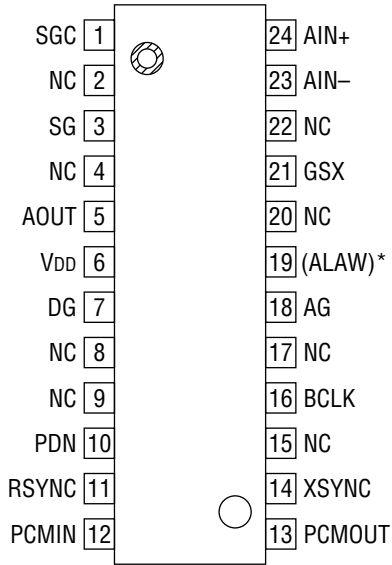 SGC 1 24 AIN+
NC 2 23 AIN–
SG 3 22 NC
NC 4 21 GSX
AOUT 5 20 NC
VDD 6 19 (ALAW)*
DG 7 18 AG
NC 8 17 NC
NC 9 16 BCLK
PDN 10 15 NC
RSYNC 11 14 XSYNC
PCMIN 12 13 PCMOUT